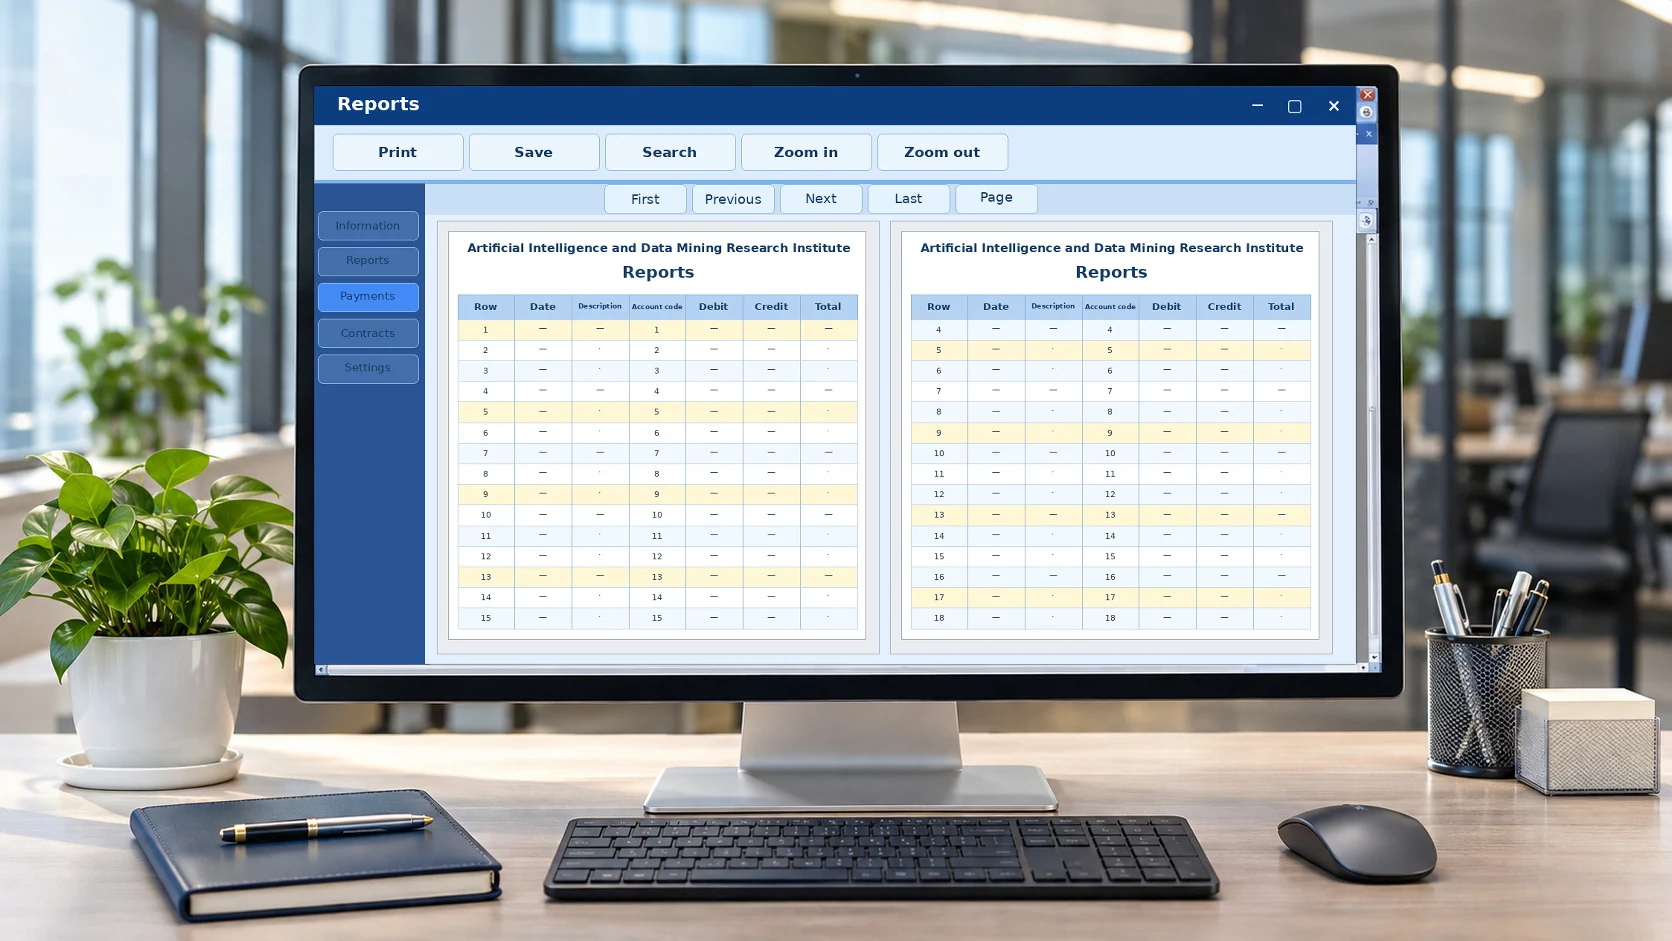 Reports
Print Save Search Zoom in Zoom out
First Previous Next Last Page
Information
Reports
Payments
Contracts
Settings
Artificial Intelligence and Data Mining Research Institute
Reports
Row Date Description Account code Debit Credit Total
1 — — 1 — — —
2 — · 2 — — ·
3 — · 3 — — ·
4 — — 4 — — —
5 — · 5 — — ·
6 — · 6 — — ·
7 — — 7 — — —
8 — · 8 — — ·
9 — · 9 — — ·
10 — — 10 — — —
11 — · 11 — — ·
12 — · 12 — — ·
13 — — 13 — — —
14 — · 14 — — ·
15 — · 15 — — ·
Artificial Intelligence and Data Mining Research Institute
Reports
Row Date Description Account code Debit Credit Total
4 — — 4 — — —
5 — · 5 — — ·
6 — · 6 — — ·
7 — — 7 — — —
8 — · 8 — — ·
9 — · 9 — — ·
10 — — 10 — — —
11 — · 11 — — ·
12 — · 12 — — ·
13 — — 13 — — —
14 — · 14 — — ·
15 — · 15 — — ·
16 — — 16 — — —
17 — · 17 — — ·
18 — · 18 — — ·